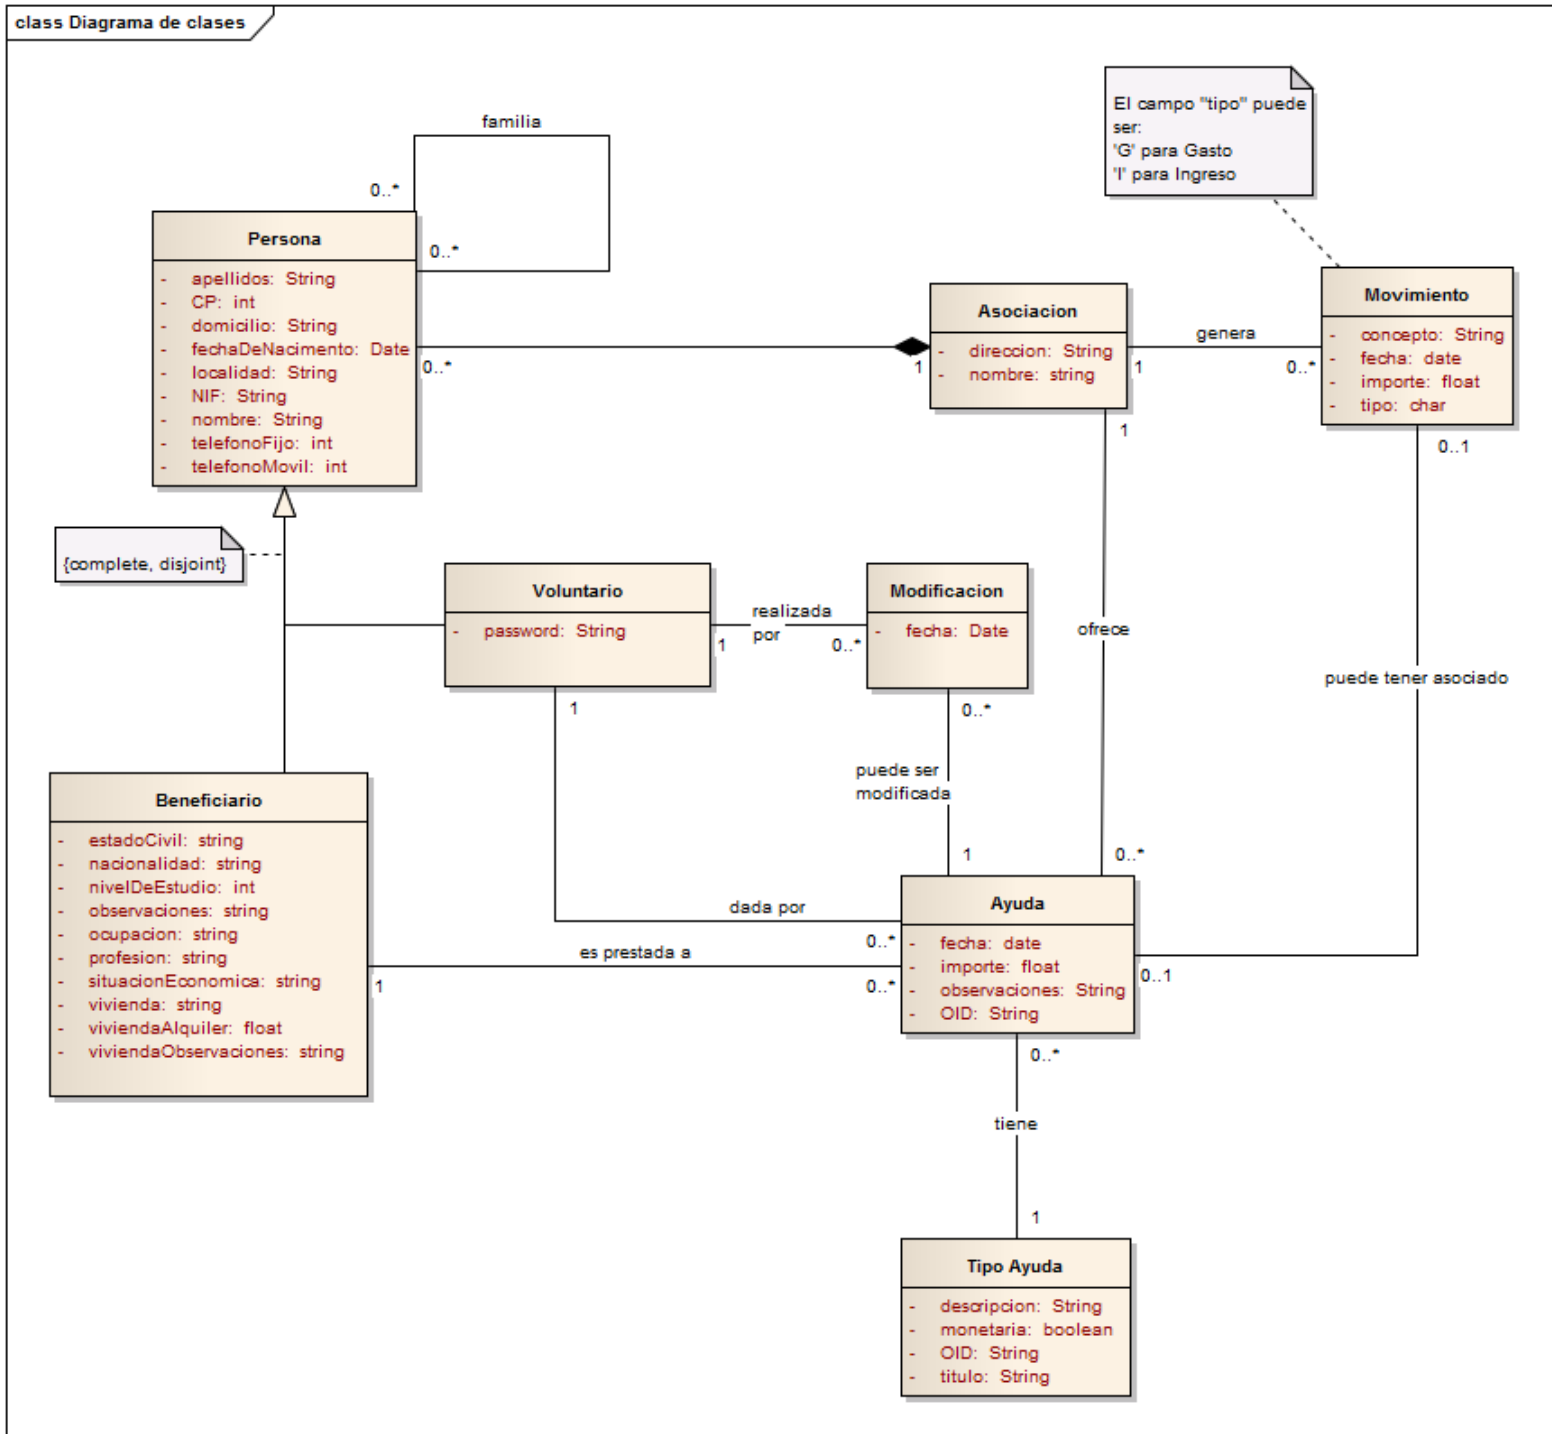 class Diagrama de clases
familia
0..*
0..*
El campo "tipo" puede
ser:
'G' para Gasto
'I' para Ingreso
Persona
- apellidos: String
- CP: int
- domicilio: String
- fechaDeNacimento: Date
- localidad: String
- NIF: String
- nombre: String
- telefonoFijo: int
- telefonoMovil: int
0..*
1
Asociacion
- direccion: String
- nombre: string
1
genera
0..*
Movimiento
- concepto: String
- fecha: date
- importe: float
- tipo: char
1
0..1
{complete, disjoint}
Voluntario
- password: String
1
realizada
por
0..*
Modificacion
- fecha: Date
ofrece
puede tener asociado
1
0..*
puede ser
modificada
1
0..*
Beneficiario
- estadoCivil: string
- nacionalidad: string
- nivelDeEstudio: int
- observaciones: string
- ocupacion: string
- profesion: string
- situacionEconomica: string
- vivienda: string
- viviendaAlquiler: float
- viviendaObservaciones: string
dada por
0..*
es prestada a
1
0..*
Ayuda
- fecha: date
- importe: float
- observaciones: String
- OID: String
0..1
0..*
tiene
1
Tipo Ayuda
- descripcion: String
- monetaria: boolean
- OID: String
- titulo: String